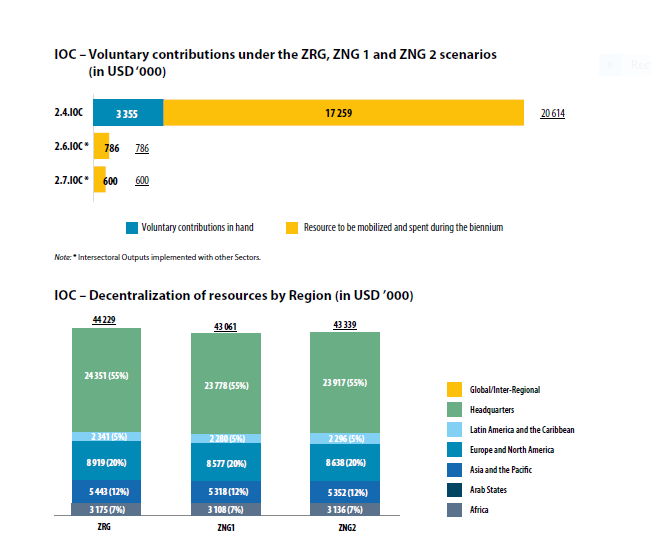 IOC – Voluntary contributions under the ZRG, ZNG 1 and ZNG 2 scenarios
(in USD ’000)
2.4.IOC 3 355 17 259 20 614
2.6.IOC * 786 786
2.7.IOC * 600 600
Voluntary contributions in hand Resource to be mobilized and spent during the biennium
Note: * Intersectoral Outputs implemented with other Sectors.
IOC – Decentralization of resources by Region (in USD ’000)
44 229 43 061 43 339
24 351 (55%) 23 778 (55%) 23 917 (55%)
2 341 (5%) 2 280 (5%) 2 296 (5%)
8 919 (20%) 8 577 (20%) 8 638 (20%)
5 443 (12%) 5 318 (12%) 5 352 (12%)
3 175 (7%) 3 108 (7%) 3 136 (7%)
ZRG ZNG1 ZNG2
Global/Inter-Regional
Headquarters
Latin America and the Caribbean
Europe and North America
Asia and the Pacific
Arab States
Africa